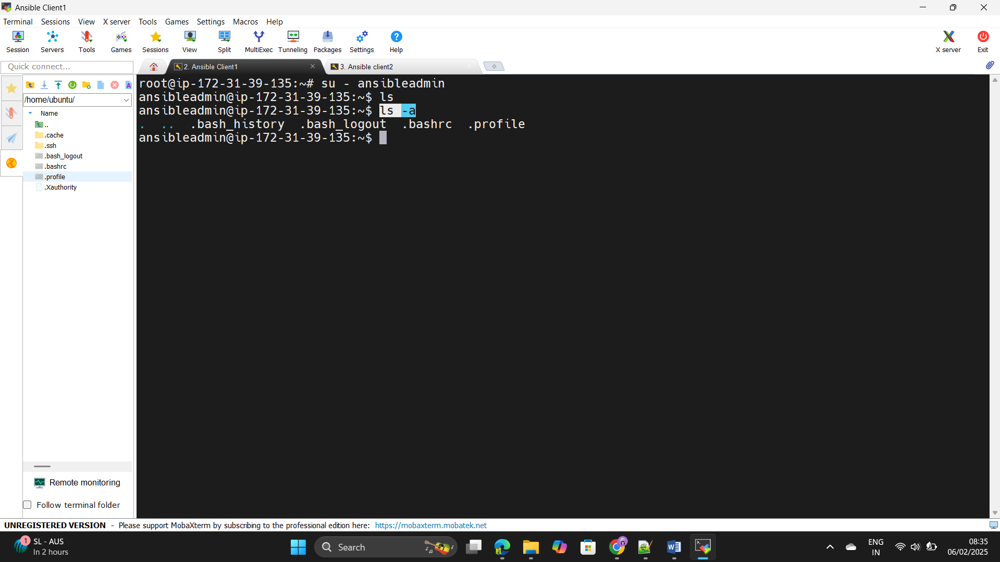 Ansible Client1
Terminal Sessions View X server Tools Games Settings Macros Help
Session Servers Tools Games Sessions View Split MultiExec Tunneling Packages Settings Help X server Exit
Quick connect... 2. Ansible Client1 3. Ansible client2
/home/ubuntu/
Name
..
.cache
.ssh
.bash_logout
.bashrc
.profile
.Xauthority
Remote monitoring
Follow terminal folder
root@ip-172-31-39-135:~# su - ansibleadmin
ansibleadmin@ip-172-31-39-135:~$ ls
ansibleadmin@ip-172-31-39-135:~$ ls -a
. .. .bash_history .bash_logout .bashrc .profile
ansibleadmin@ip-172-31-39-135:~$
UNREGISTERED VERSION - Please support MobaXterm by subscribing to the professional edition here: https://mobaxterm.mobatek.net
1 SL - AUS
In 2 hours
Search
ENG
IN
08:35
06/02/2025